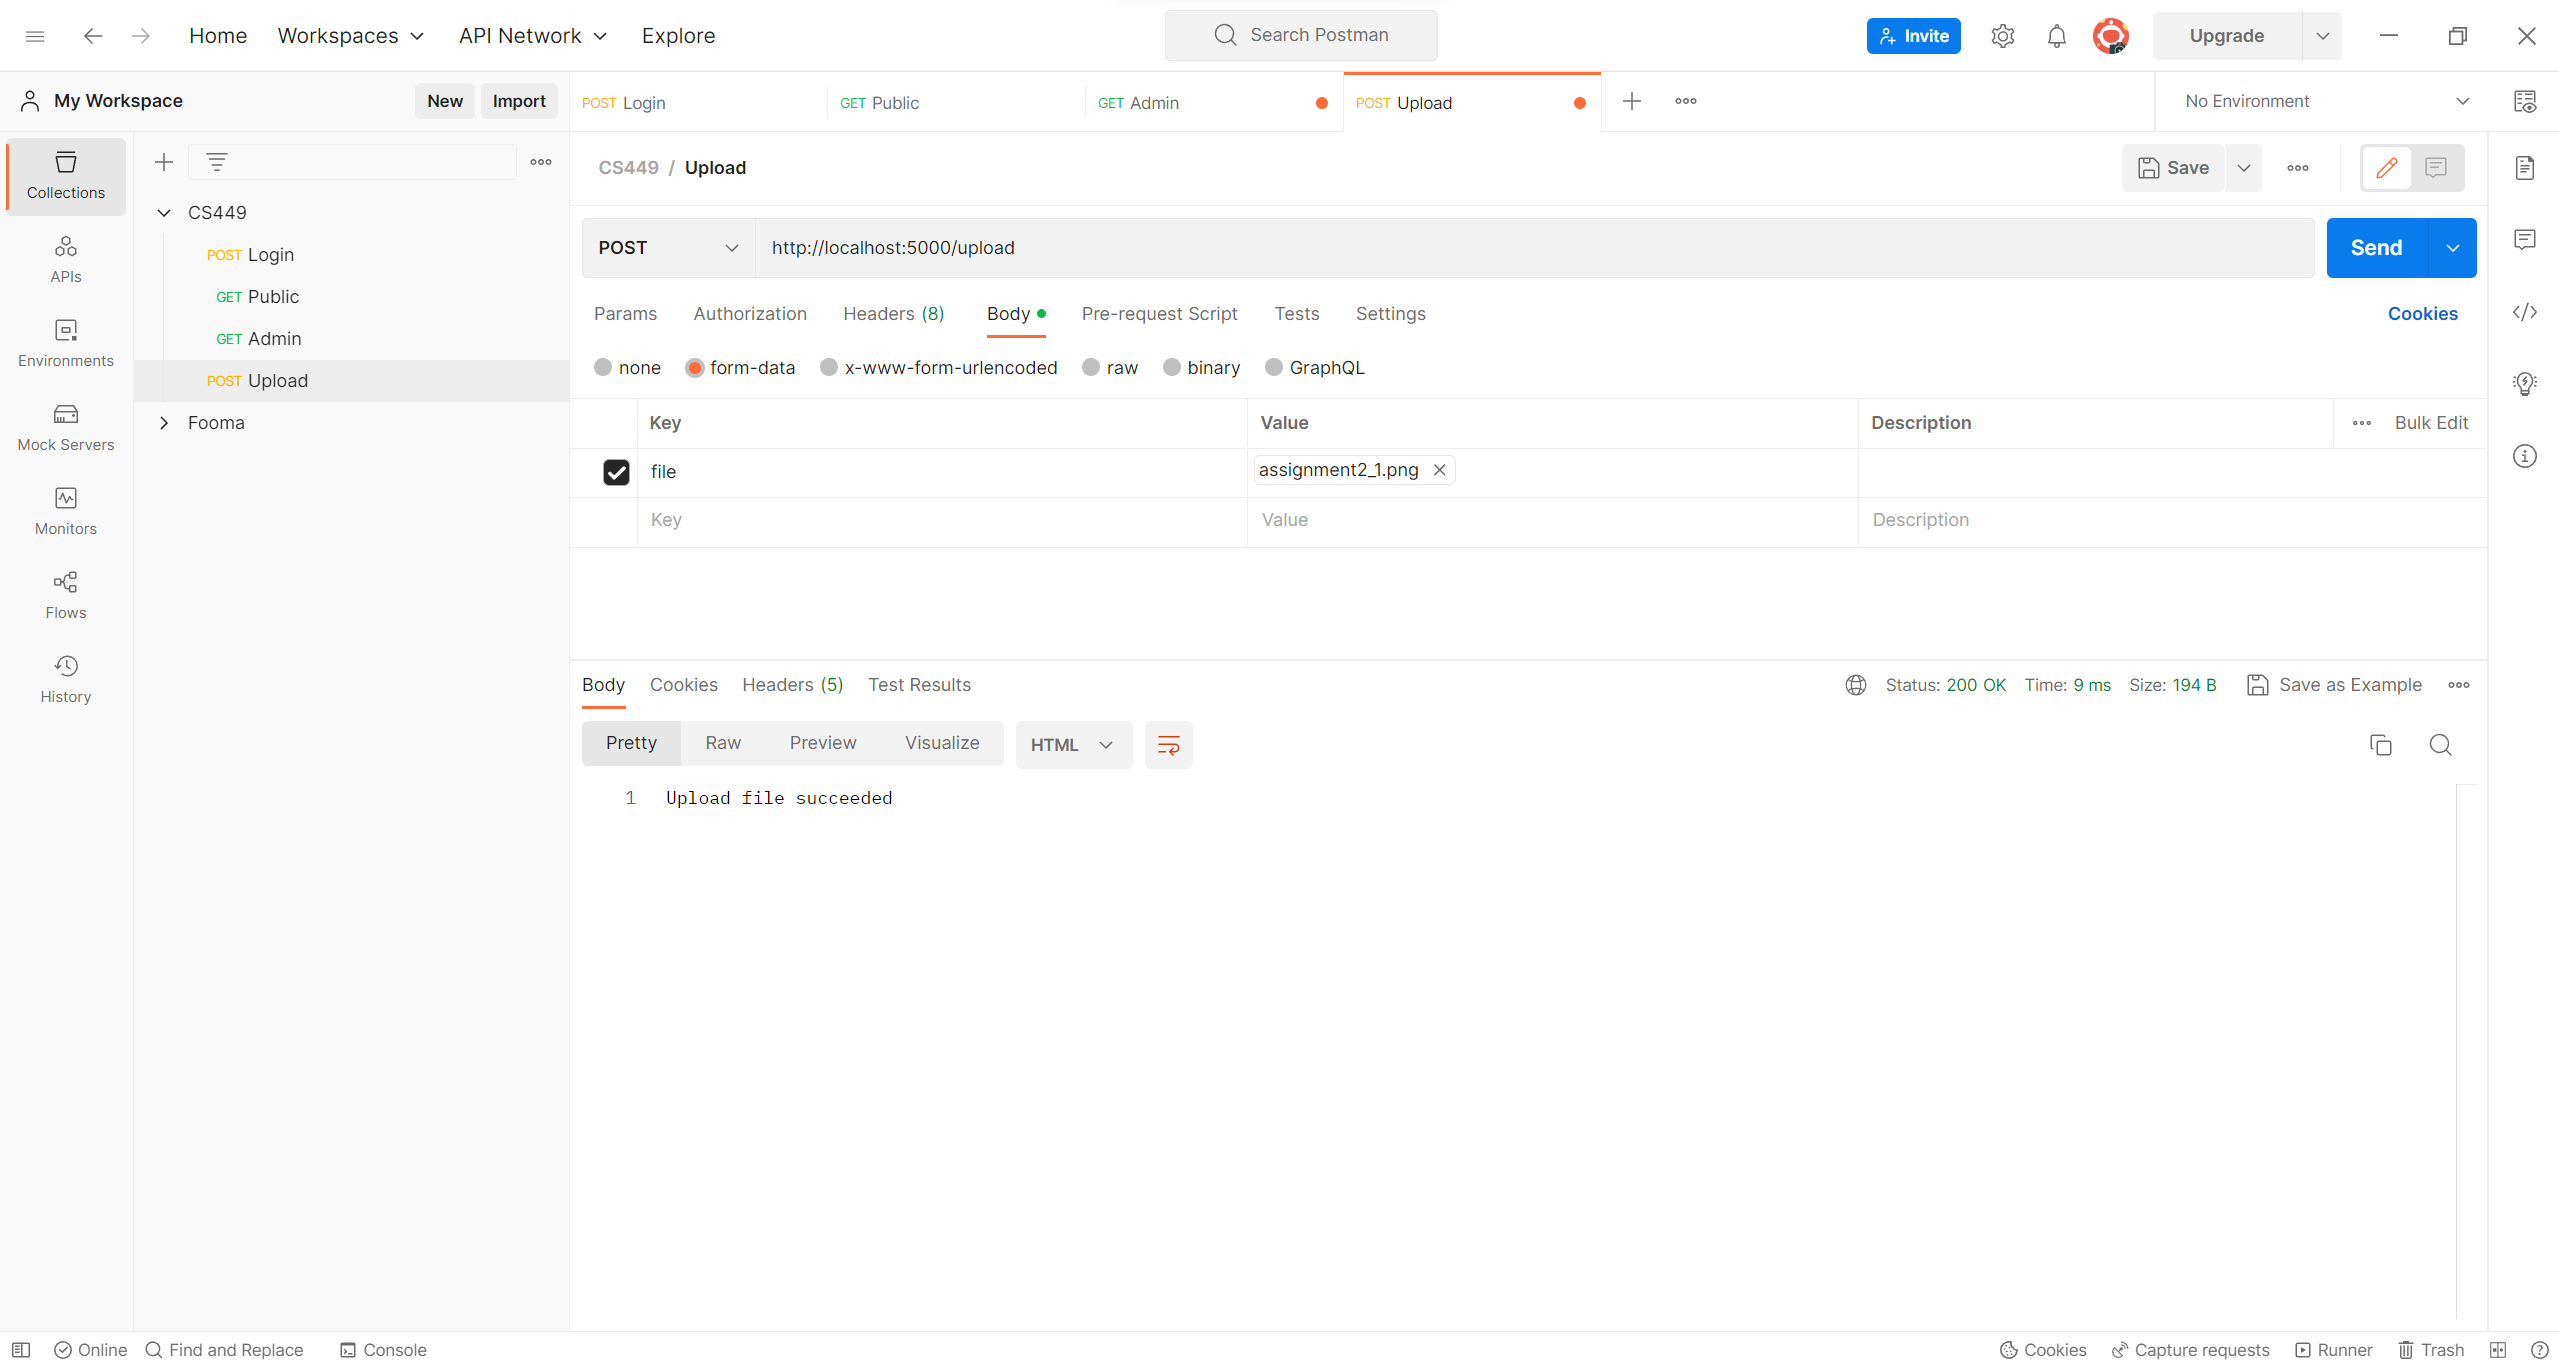 Home Workspaces API Network Explore Search Postman Invite Upgrade
My Workspace New Import
POST Login GET Public GET Admin POST Upload No Environment
Collections
APIs
Environments
Mock Servers
Monitors
Flows
History
CS449
POST Login
GET Public
GET Admin
POST Upload
Fooma
CS449 / Upload Save
POST http://localhost:5000/upload Send
Params Authorization Headers (8) Body Pre-request Script Tests Settings Cookies
none form-data x-www-form-urlencoded raw binary GraphQL
Key Value Description Bulk Edit
file assignment2_1.png
Key Value Description
Body Cookies Headers (5) Test Results Status: 200 OK Time: 9 ms Size: 194 B Save as Example
Pretty Raw Preview Visualize HTML
1 Upload file succeeded
Online Find and Replace Console Cookies Capture requests Runner Trash